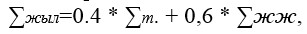 ∑жыл=0.4 * ∑т. + 0,6 * ∑жж,